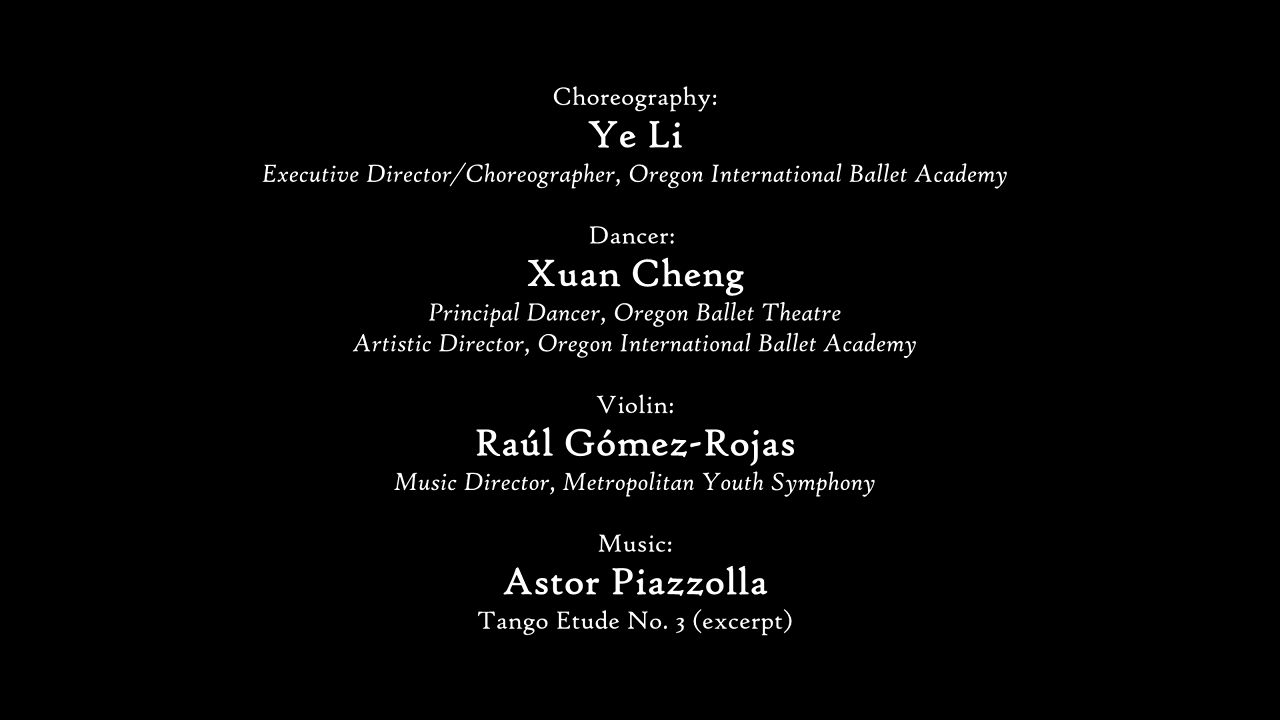 Choreography:
Ye Li
Executive Director/Choreographer, Oregon International Ballet Academy
Dancer:
Xuan Cheng
Principal Dancer, Oregon Ballet Theatre
Artistic Director, Oregon International Ballet Academy
Violin:
Raúl Gómez-Rojas
Music Director, Metropolitan Youth Symphony
Music:
Astor Piazzolla
Tango Etude No. 3 (excerpt)